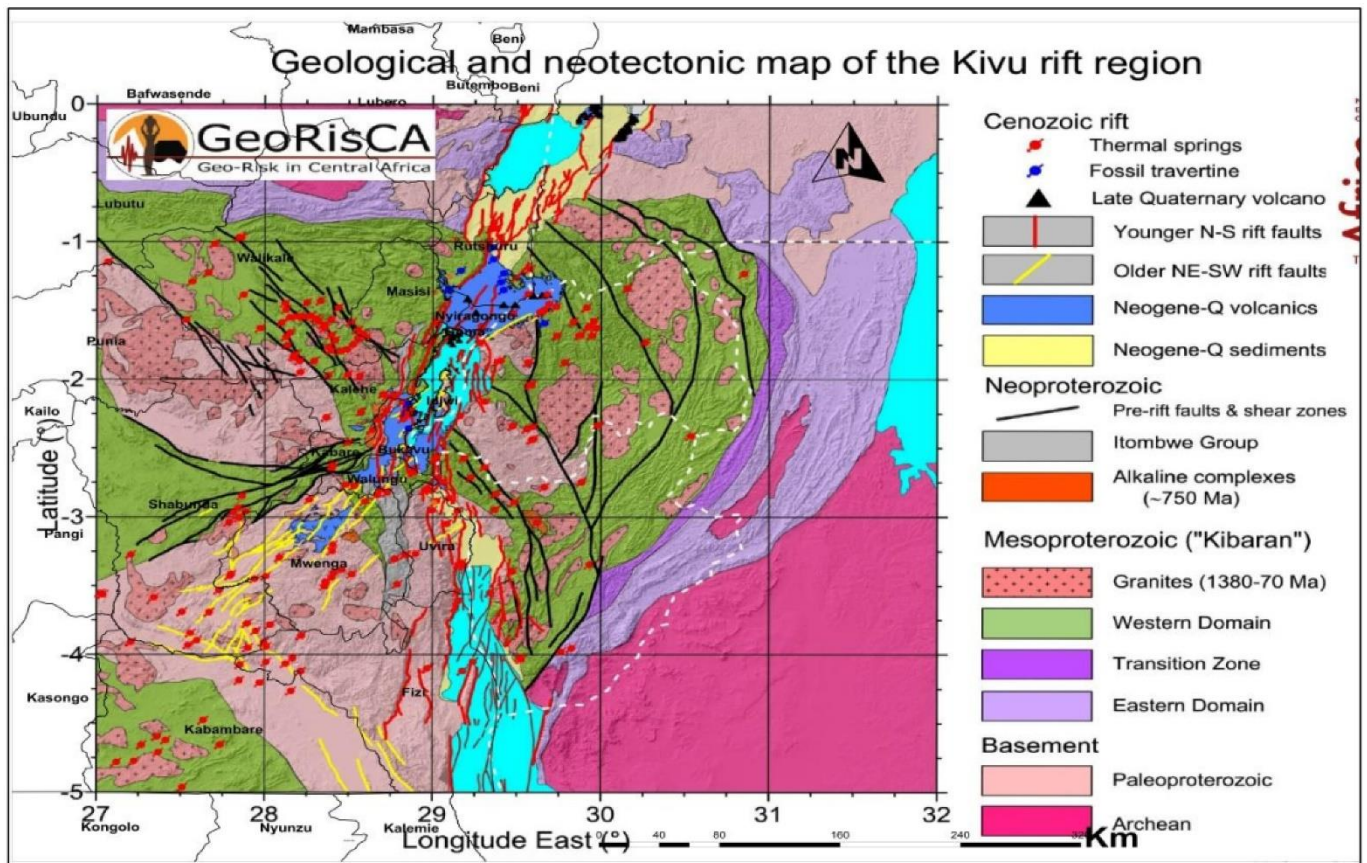 Mambasa
Beni
Geological and neotectonic map of the Kivu rift region
Butembo
Beni
Bafwasende
Lubero
Ubundu
GeoRisCA
Geo-Risk in Central Africa
Lubutu
Rutshuru
Walikale
Masisi
Nyiragongo
Punia
Kalehe
Idjwi
Kailo
Kabare
Bukavu
Walungu
Shabunda
Pangi
Uvira
Mwenga
Kasongo
Fizi
Kabambare
Kongolo
Nyunzu
Kalemie
Latitude (°)
0
-1
-2
-3
-4
-5
27
28
29
30
31
32
Longitude East (°)
0
40
80
160
240
Km
N
Cenozoic rift
Thermal springs
Fossil travertine
Late Quaternary volcano
Younger N-S rift faults
Older NE-SW rift faults
Neogene-Q volcanics
Neogene-Q sediments
Neoproterozoic
Pre-rift faults & shear zones
Itombwe Group
Alkaline complexes
(~750 Ma)
Mesoproterozoic ("Kibaran")
Granites (1380-70 Ma)
Western Domain
Transition Zone
Eastern Domain
Basement
Paleoproterozoic
Archean